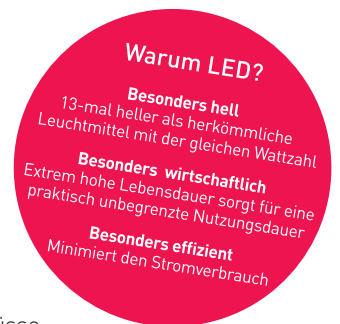 Warum LED?
Besonders hell
13-mal heller als herkömmliche
Leuchtmittel mit der gleichen Wattzahl
Besonders wirtschaftlich
Extrem hohe Lebensdauer sorgt für eine
praktisch unbegrenzte Nutzungsdauer
Besonders effizient
Minimiert den Stromverbrauch